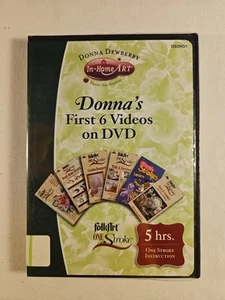 DONNA DEWBERRY
In-Home ART
Donna's
First 6 Videos
on DVD
folkArt
ONE Stroke
5 hrs.
ONE STROKE
INSTRUCTION